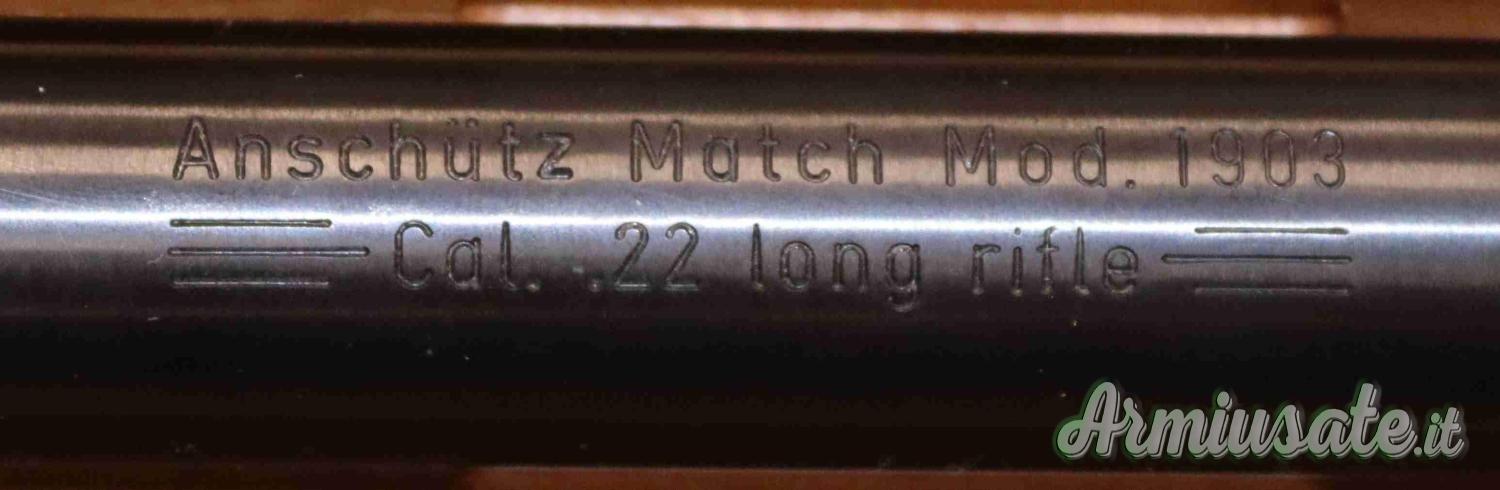 Anschütz Match Mod. 1903
Cal. .22 long rifle
Armiusate.it